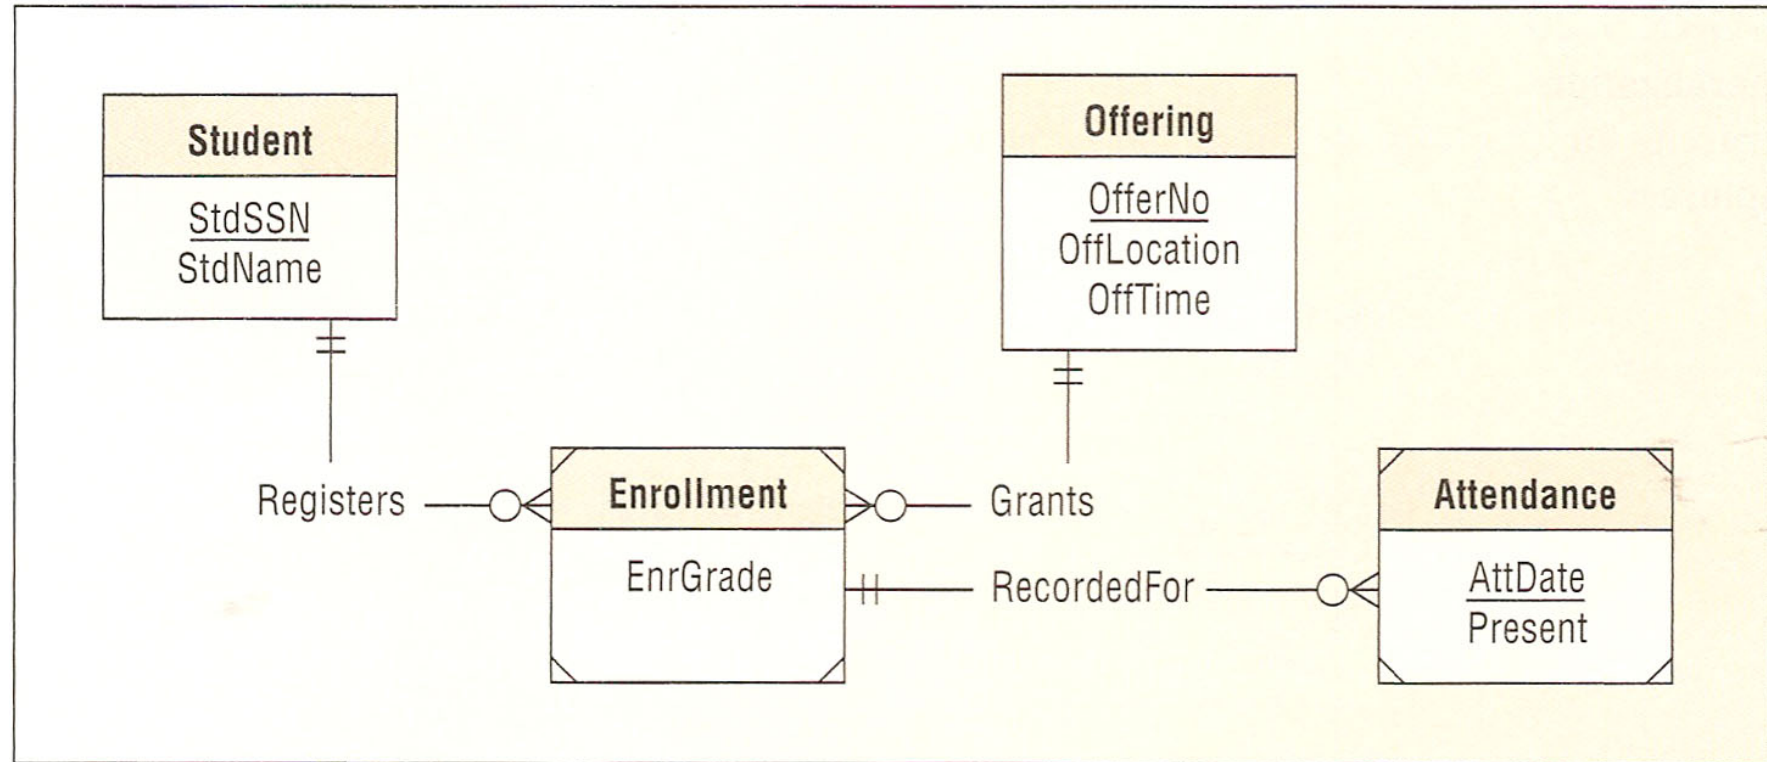 Student
StdSSN
StdName
Offering
OfferNo
OffLocation
OffTime
Registers
Enrollment
EnrGrade
Grants
RecordedFor
Attendance
AttDate
Present